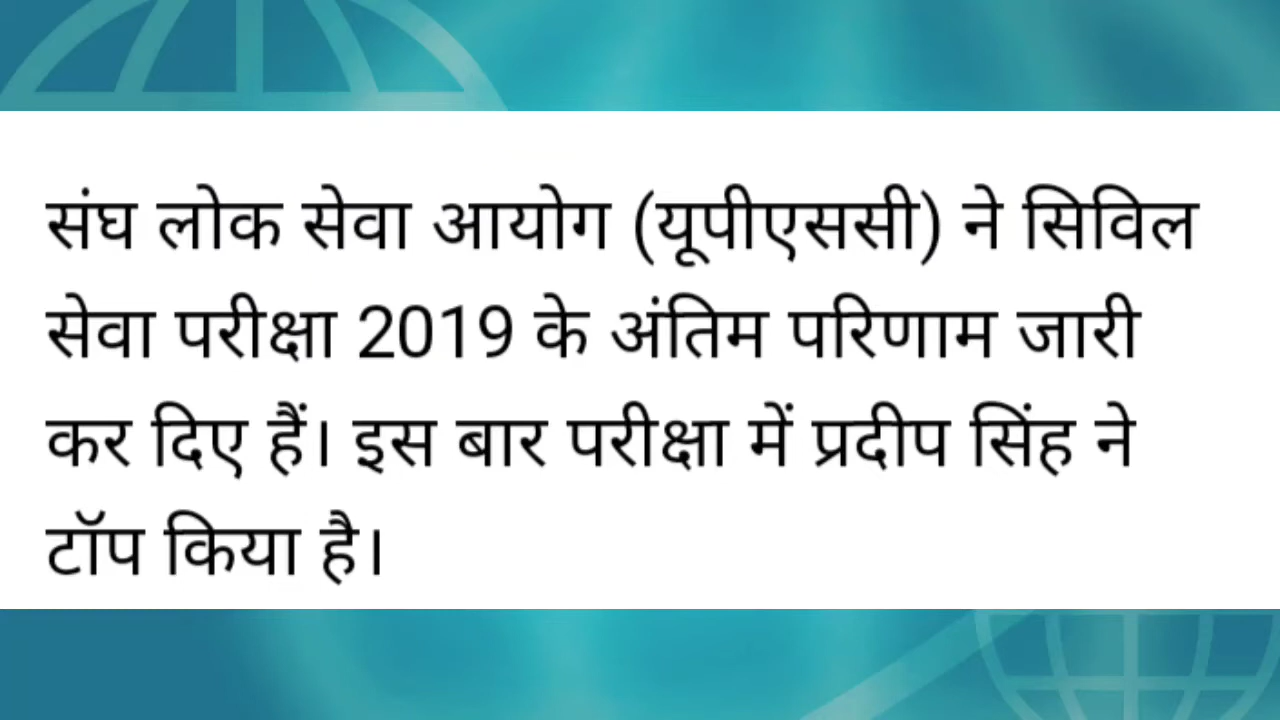 संघ लोक सेवा आयोग (यूपीएससी) ने सिविल
सेवा परीक्षा 2019 के अंतिम परिणाम जारी
कर दिए हैं। इस बार परीक्षा में प्रदीप सिंह ने
टॉप किया है।